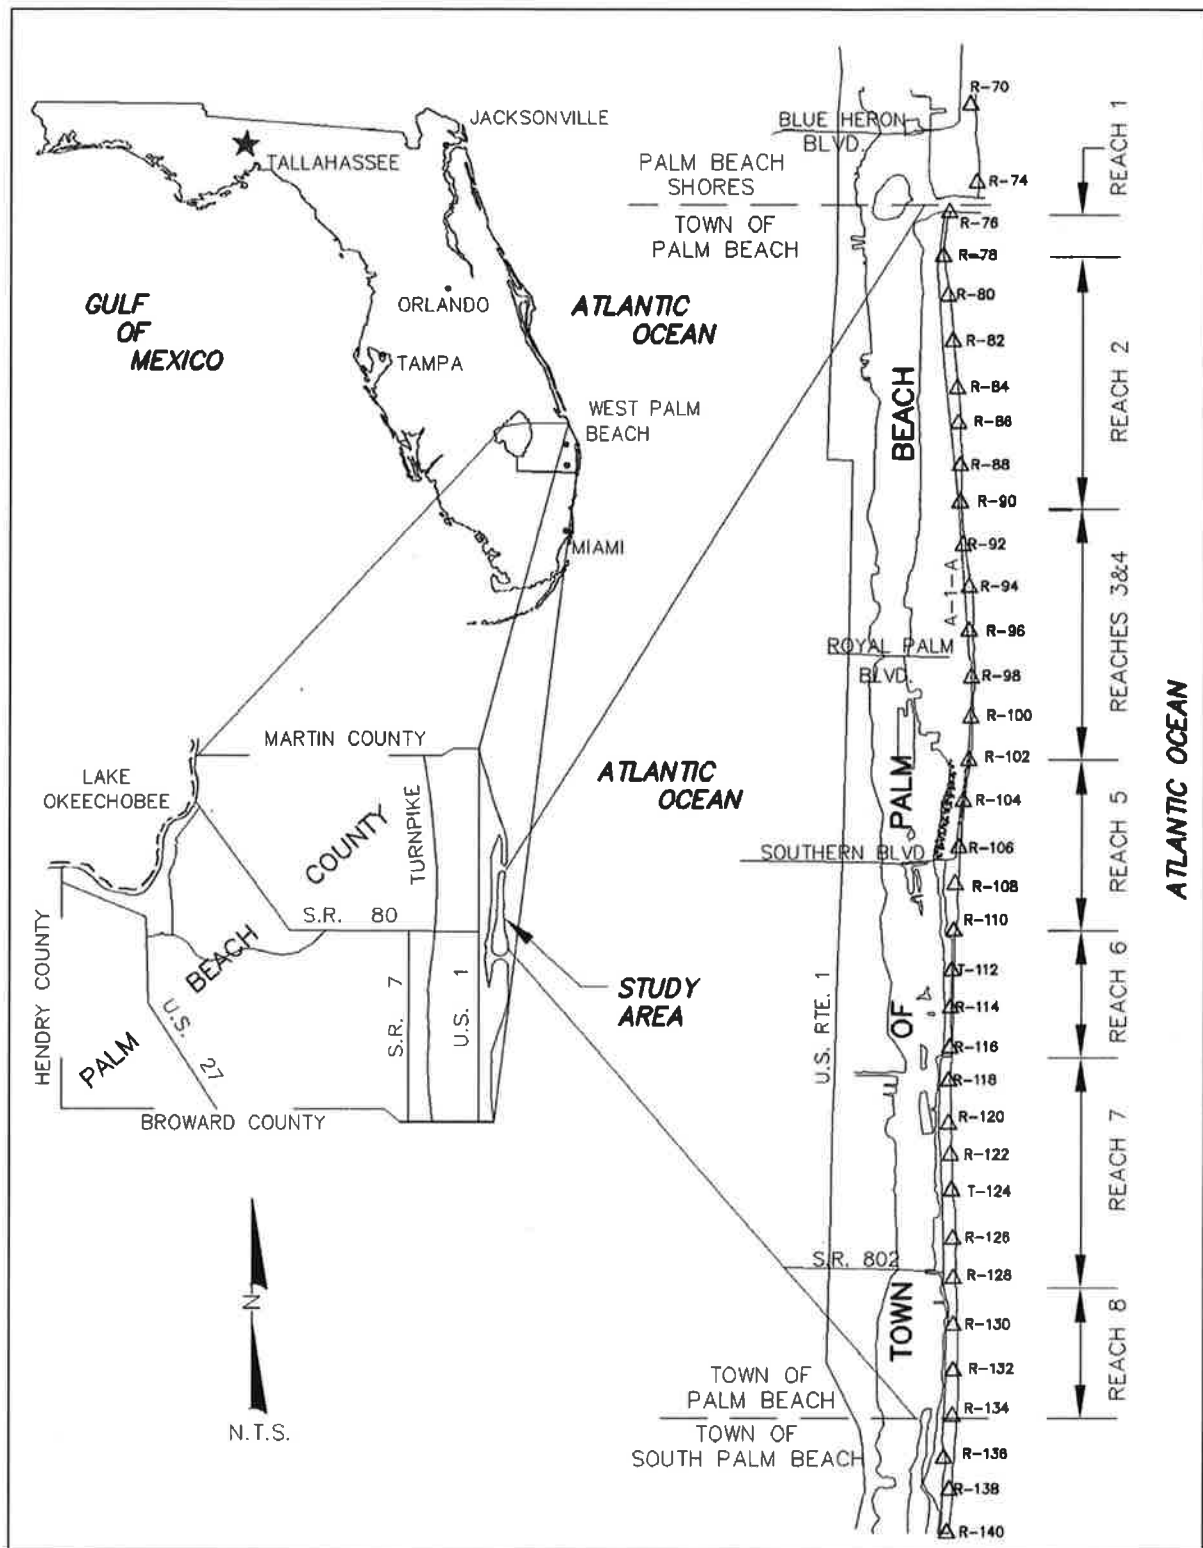 JACKSONVILLE
TALLAHASSEE
ORLANDO
GULF
OF
MEXICO
ATLANTIC
OCEAN
TAMPA
WEST PALM
BEACH
MIAMI
MARTIN COUNTY
LAKE
OKEECHOBEE
ATLANTIC
OCEAN
TURNPIKE
COUNTY
S.R. 80
BEACH
PALM
HENDRY COUNTY
U.S. 27
S.R. 7
U.S. 1
STUDY
AREA
BROWARD COUNTY
N
N.T.S.
BLUE HERON
BLVD.
PALM BEACH
SHORES
TOWN OF
PALM BEACH
R-70
R-74
R-76
R-78
R-80
R-82
R-84
R-86
R-88
R-90
R-92
R-94
R-96
R-98
R-100
R-102
R-104
R-106
R-108
R-110
T-112
R-114
R-116
R-118
R-120
R-122
T-124
R-126
R-128
R-130
R-132
R-134
R-136
R-138
R-140
A-1-A
ROYAL PALM
BLVD.
SOUTHERN BLVD
U.S. RTE. 1
S.R. 802
TOWN OF PALM BEACH
TOWN OF
PALM BEACH
TOWN OF
SOUTH PALM BEACH
REACH 1
REACH 2
REACHES 3&4
REACH 5
REACH 6
REACH 7
REACH 8
ATLANTIC OCEAN